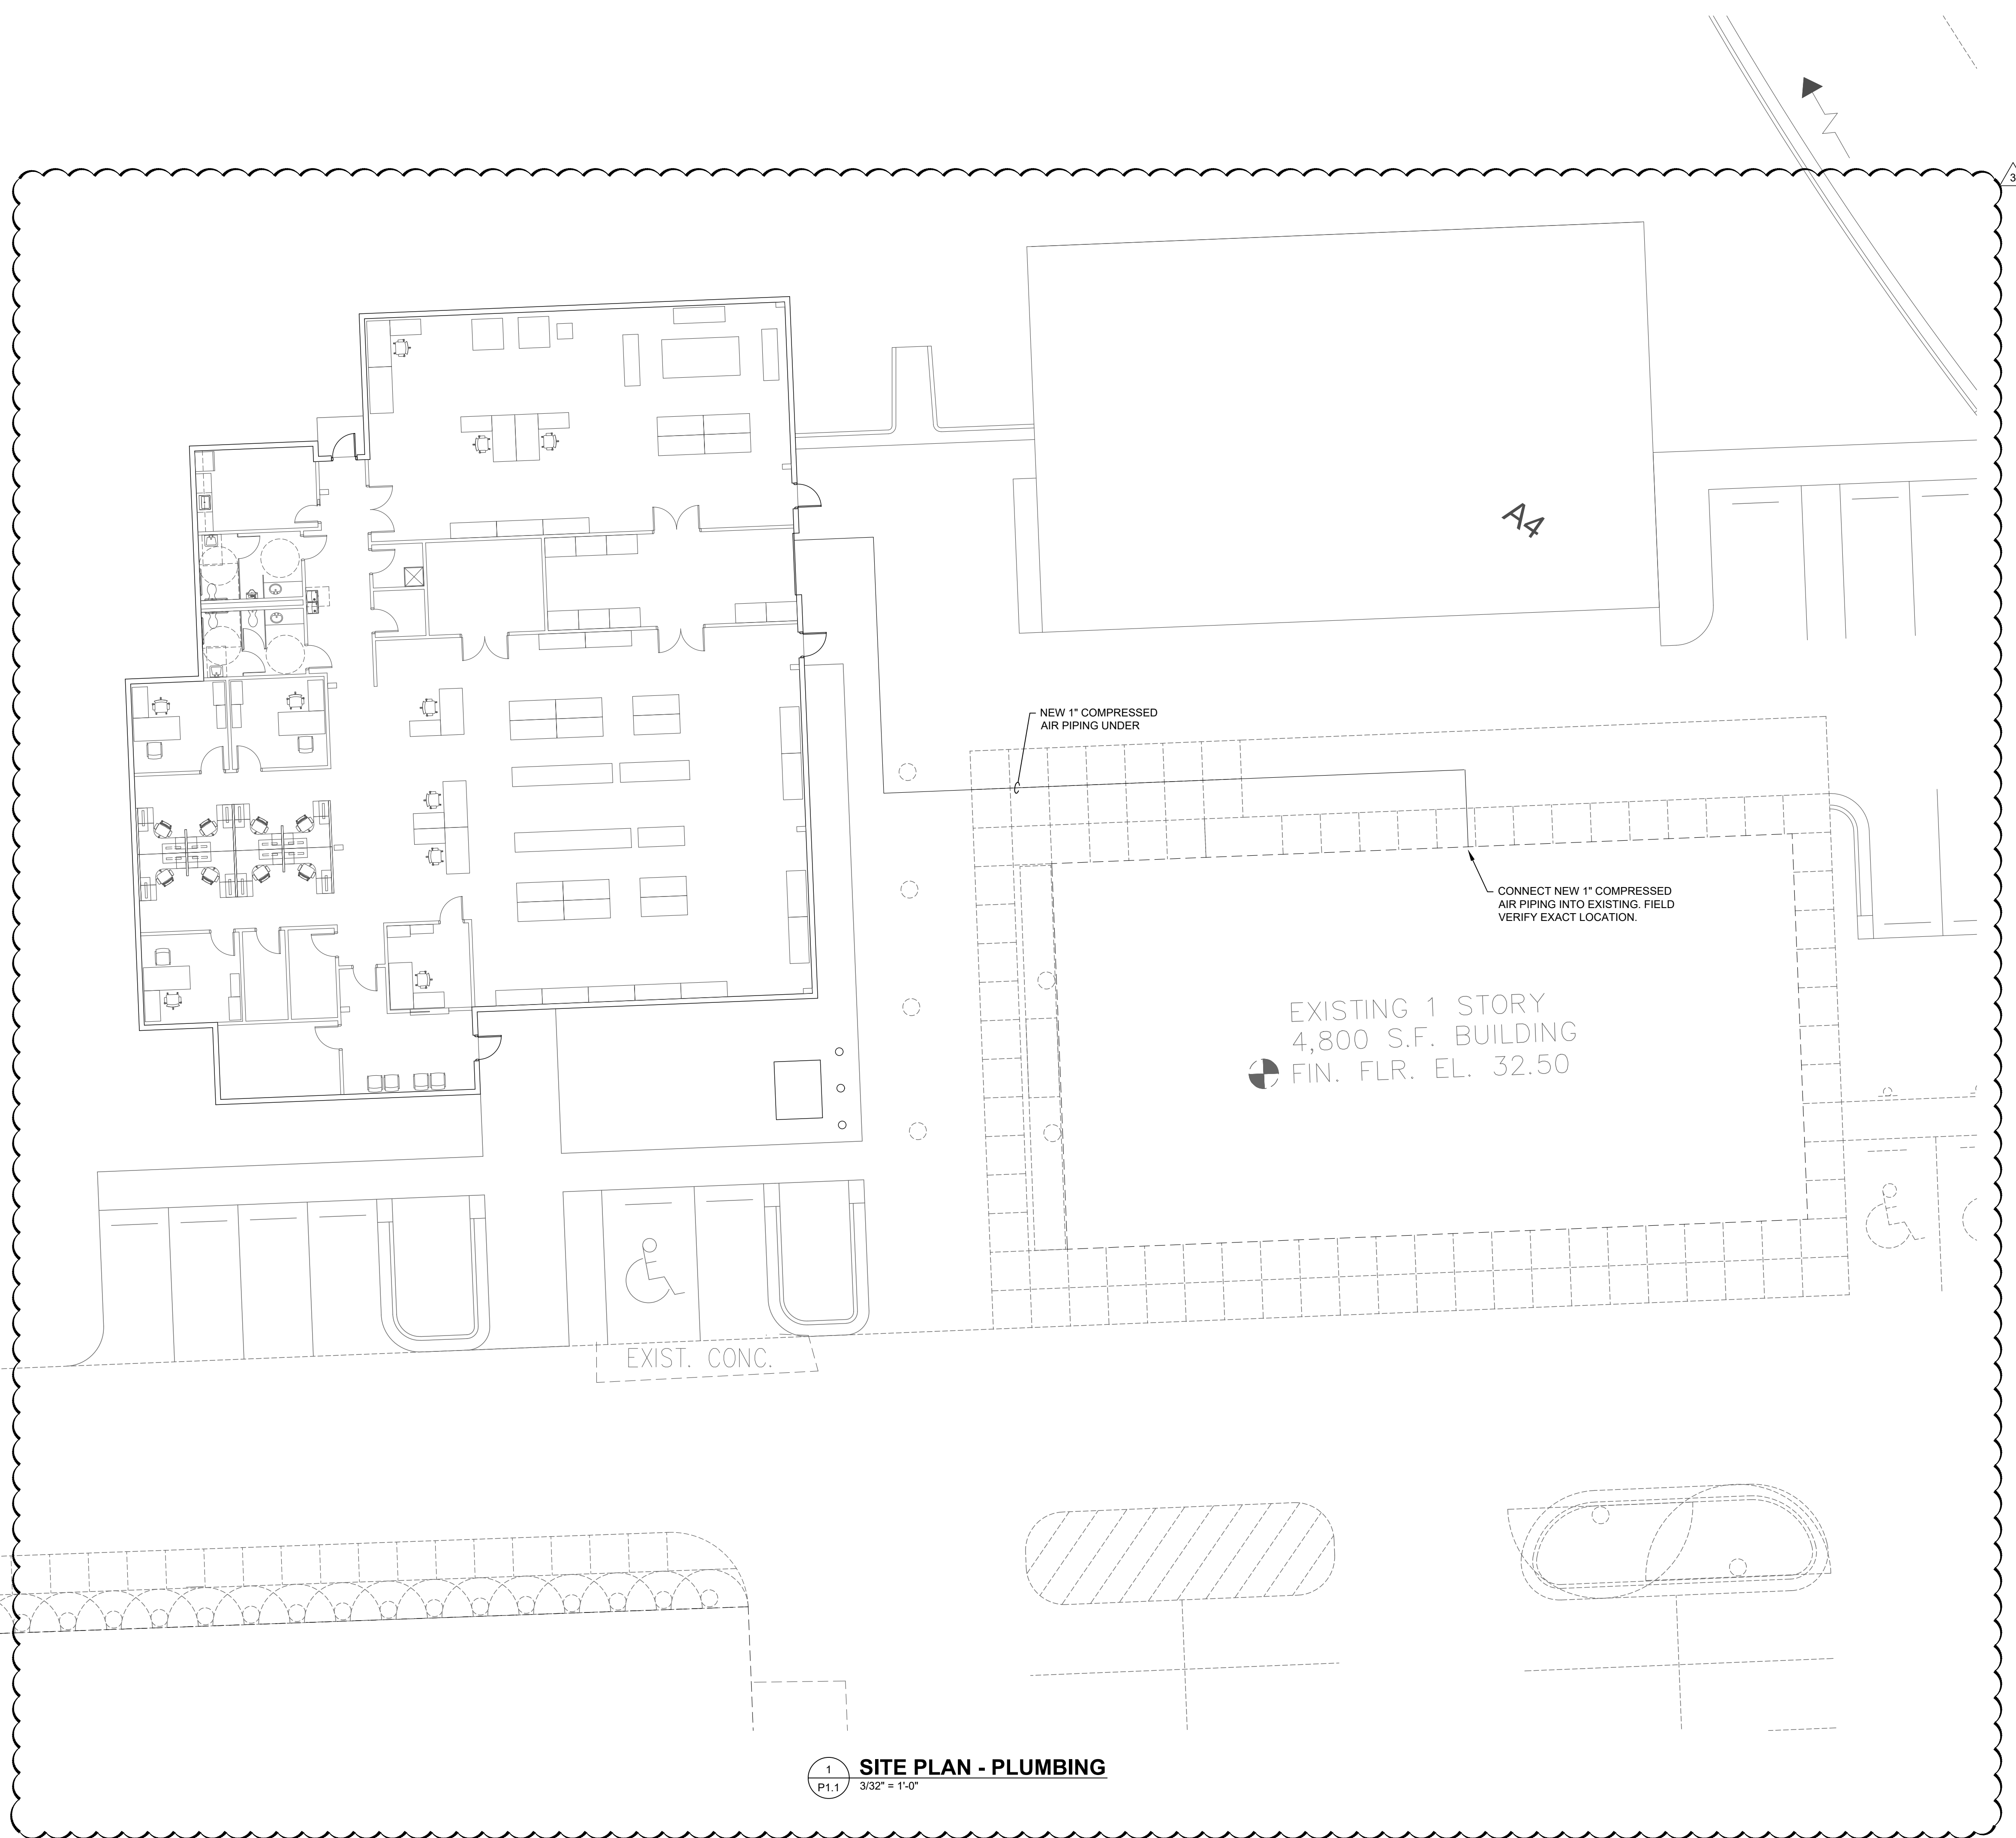 3
A4
NEW 1" COMPRESSED
AIR PIPING UNDER
CONNECT NEW 1" COMPRESSED
AIR PIPING INTO EXISTING. FIELD
VERIFY EXACT LOCATION.
EXISTING 1 STORY
4,800 S.F. BUILDING
FIN. FLR. EL. 32.50
EXIST. CONC.
1
P1.1
SITE PLAN - PLUMBING
3/32" = 1'-0"